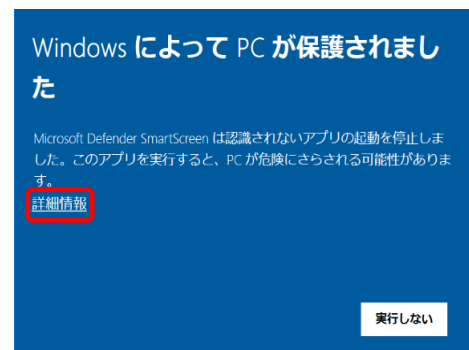 Windows によって PC が保護されまし
た
Microsoft Defender SmartScreen は認識されないアプリの起動を停止しま
した。このアプリを実行すると、PC が危険にさらされる可能性がありま
す。
詳細情報
実行しない